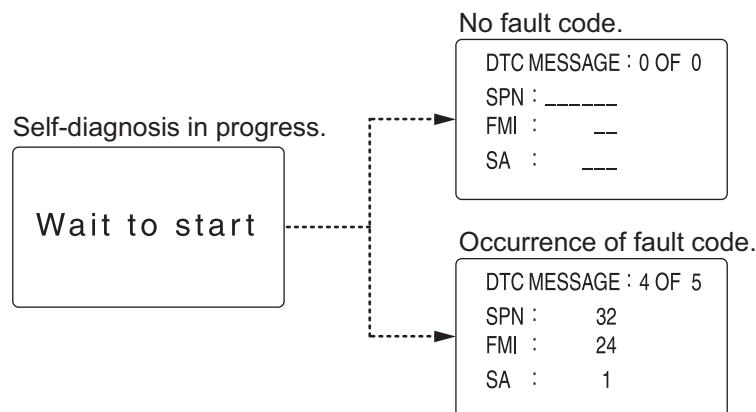 No fault code.
DTC MESSAGE : 0 OF 0
SPN : ______
FMI : __
SA : ___
Self-diagnosis in progress.
Wait to start
Occurrence of fault code.
DTC MESSAGE : 4 OF 5
SPN : 32
FMI : 24
SA : 1